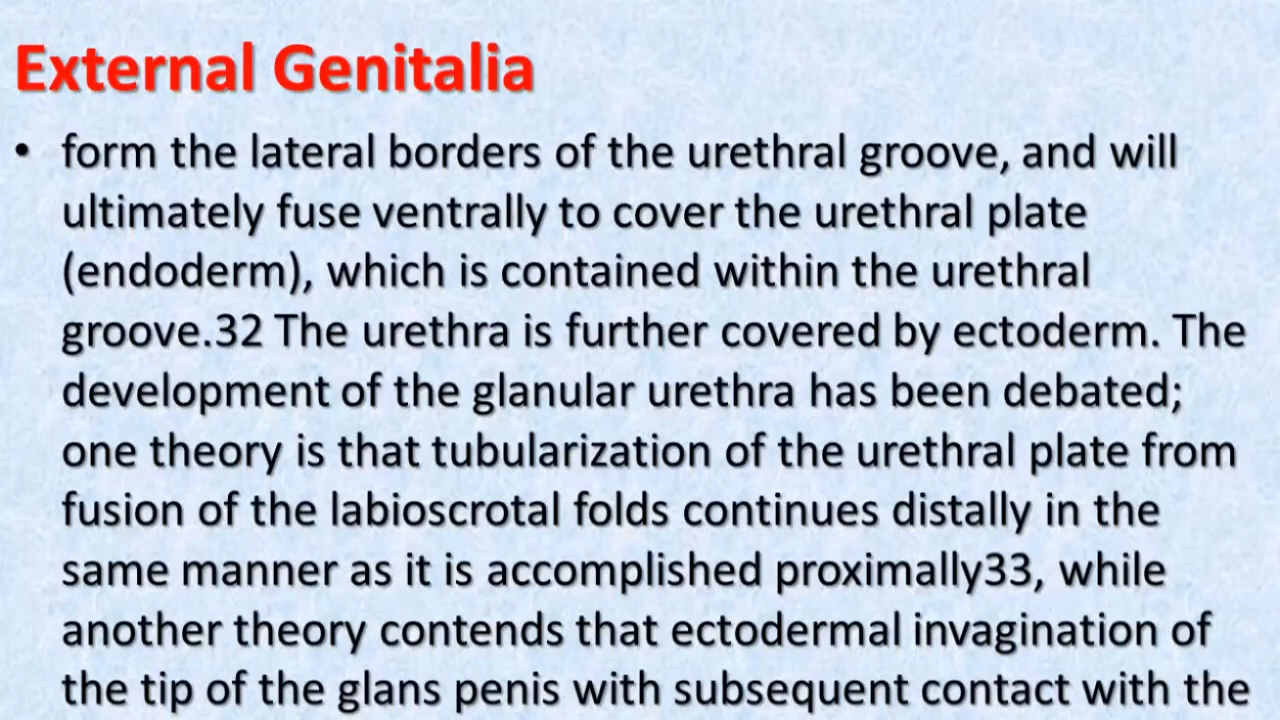 External Genitalia
• form the lateral borders of the urethral groove, and will
ultimately fuse ventrally to cover the urethral plate
(endoderm), which is contained within the urethral
groove.32 The urethra is further covered by ectoderm. The
development of the glanular urethra has been debated;
one theory is that tubularization of the urethral plate from
fusion of the labioscrotal folds continues distally in the
same manner as it is accomplished proximally33, while
another theory contends that ectodermal invagination of
the tip of the glans penis with subsequent contact with the